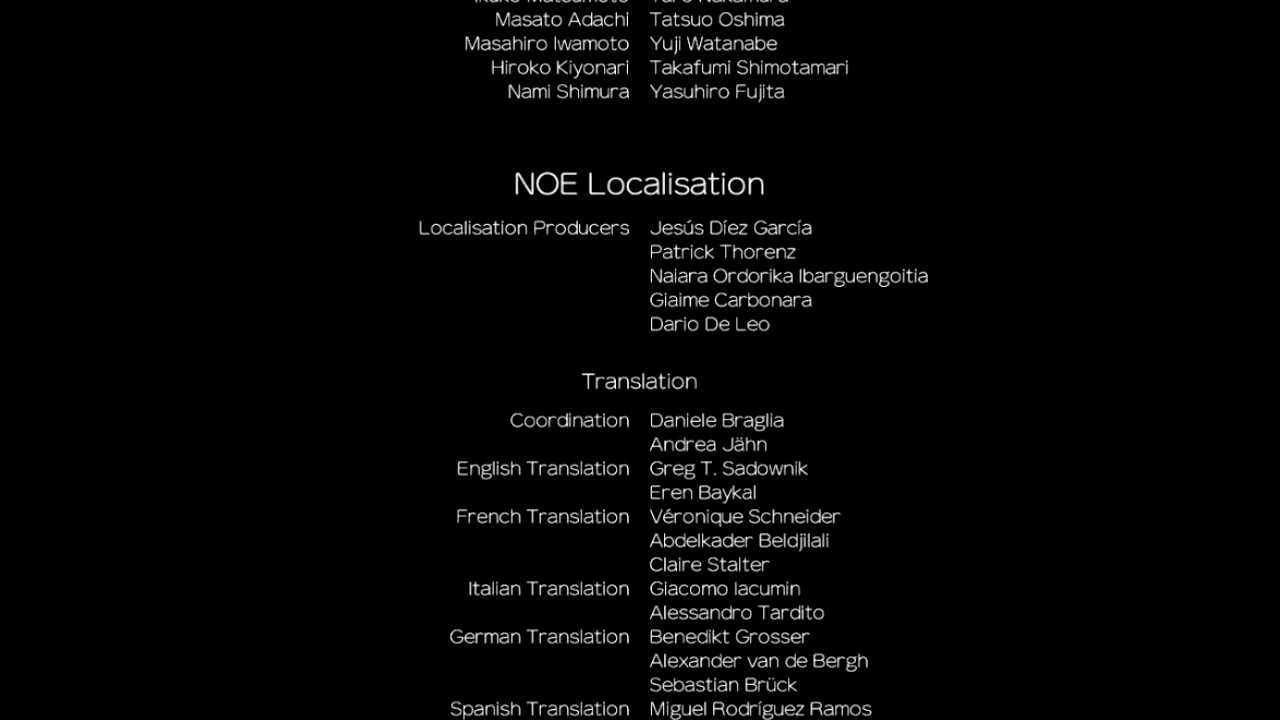 Masato Adachi Tatsuo Oshima
Masahiro Iwamoto Yuji Watanabe
Hiroko Kiyonari Takafumi Shimotamari
Nami Shimura Yasuhiro Fujita
NOE Localisation
Localisation Producers Jesús Díez García
Patrick Thorenz
Naiara Ordorika Ibarguengoitia
Giaime Carbonara
Dario De Leo
Translation
Coordination Daniele Braglia
Andrea Jähn
English Translation Greg T. Sadownik
Eren Baykal
French Translation Véronique Schneider
Abdelkader Beldjilali
Claire Stalter
Italian Translation Giacomo Iacumin
Alessandro Tardito
German Translation Benedikt Grosser
Alexander van de Bergh
Sebastian Brück
Spanish Translation Miguel Rodríguez Ramos